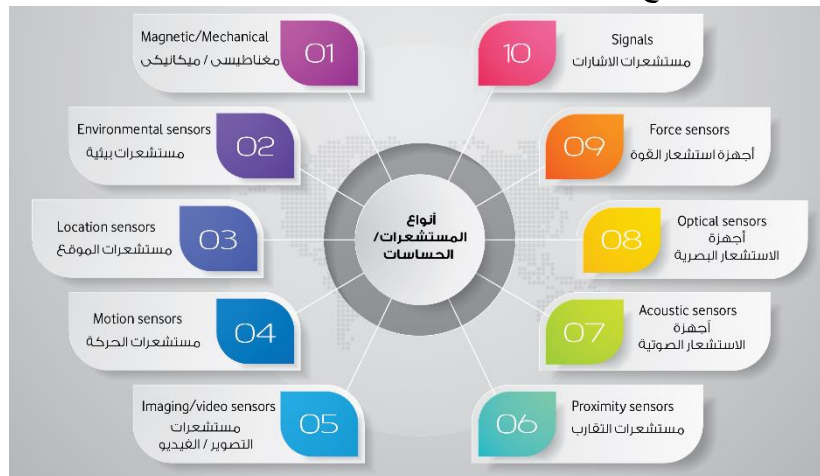 أنواع
المستشعرات/
الحساسات
01
Magnetic/Mechanical
مغناطيسى / ميكانيكى
02
Environmental sensors
مستشعرات بيئية
03
Location sensors
مستشعرات الموقع
04
Motion sensors
مستشعرات الحركة
05
Imaging/video sensors
مستشعرات
التصوير / الفيديو
06
Proximity sensors
مستشعرات التقارب
07
Acoustic sensors
أجهزة
الاستشعار الصوتية
08
Optical sensors
أجهزة
الاستشعار البصرية
09
Force sensors
أجهزة استشعار القوة
10
Signals
مستشعرات الاشارات